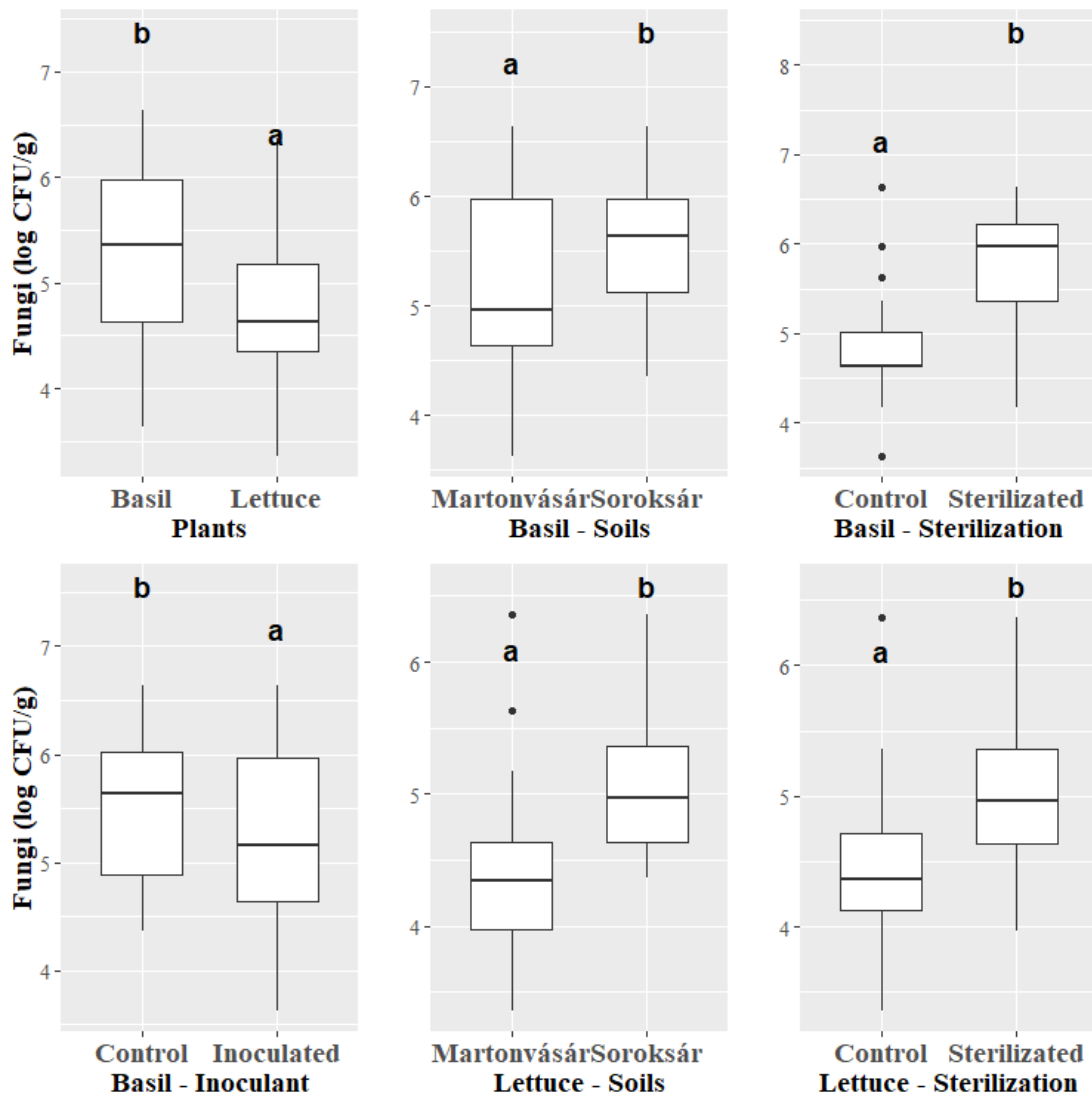 b
a
Fungi (log CFU/g)
7
6
5
4
Basil Lettuce
Plants
a
b
7
6
5
4
Martonvásár Soroksár
Basil - Soils
a
b
8
7
6
5
4
Control Sterilizated
Basil - Sterilization
b
a
Fungi (log CFU/g)
7
6
5
4
Control Inoculated
Basil - Inoculant
a
b
6
5
4
Martonvásár Soroksár
Lettuce - Soils
a
b
6
5
4
Control Sterilizated
Lettuce - Sterilization